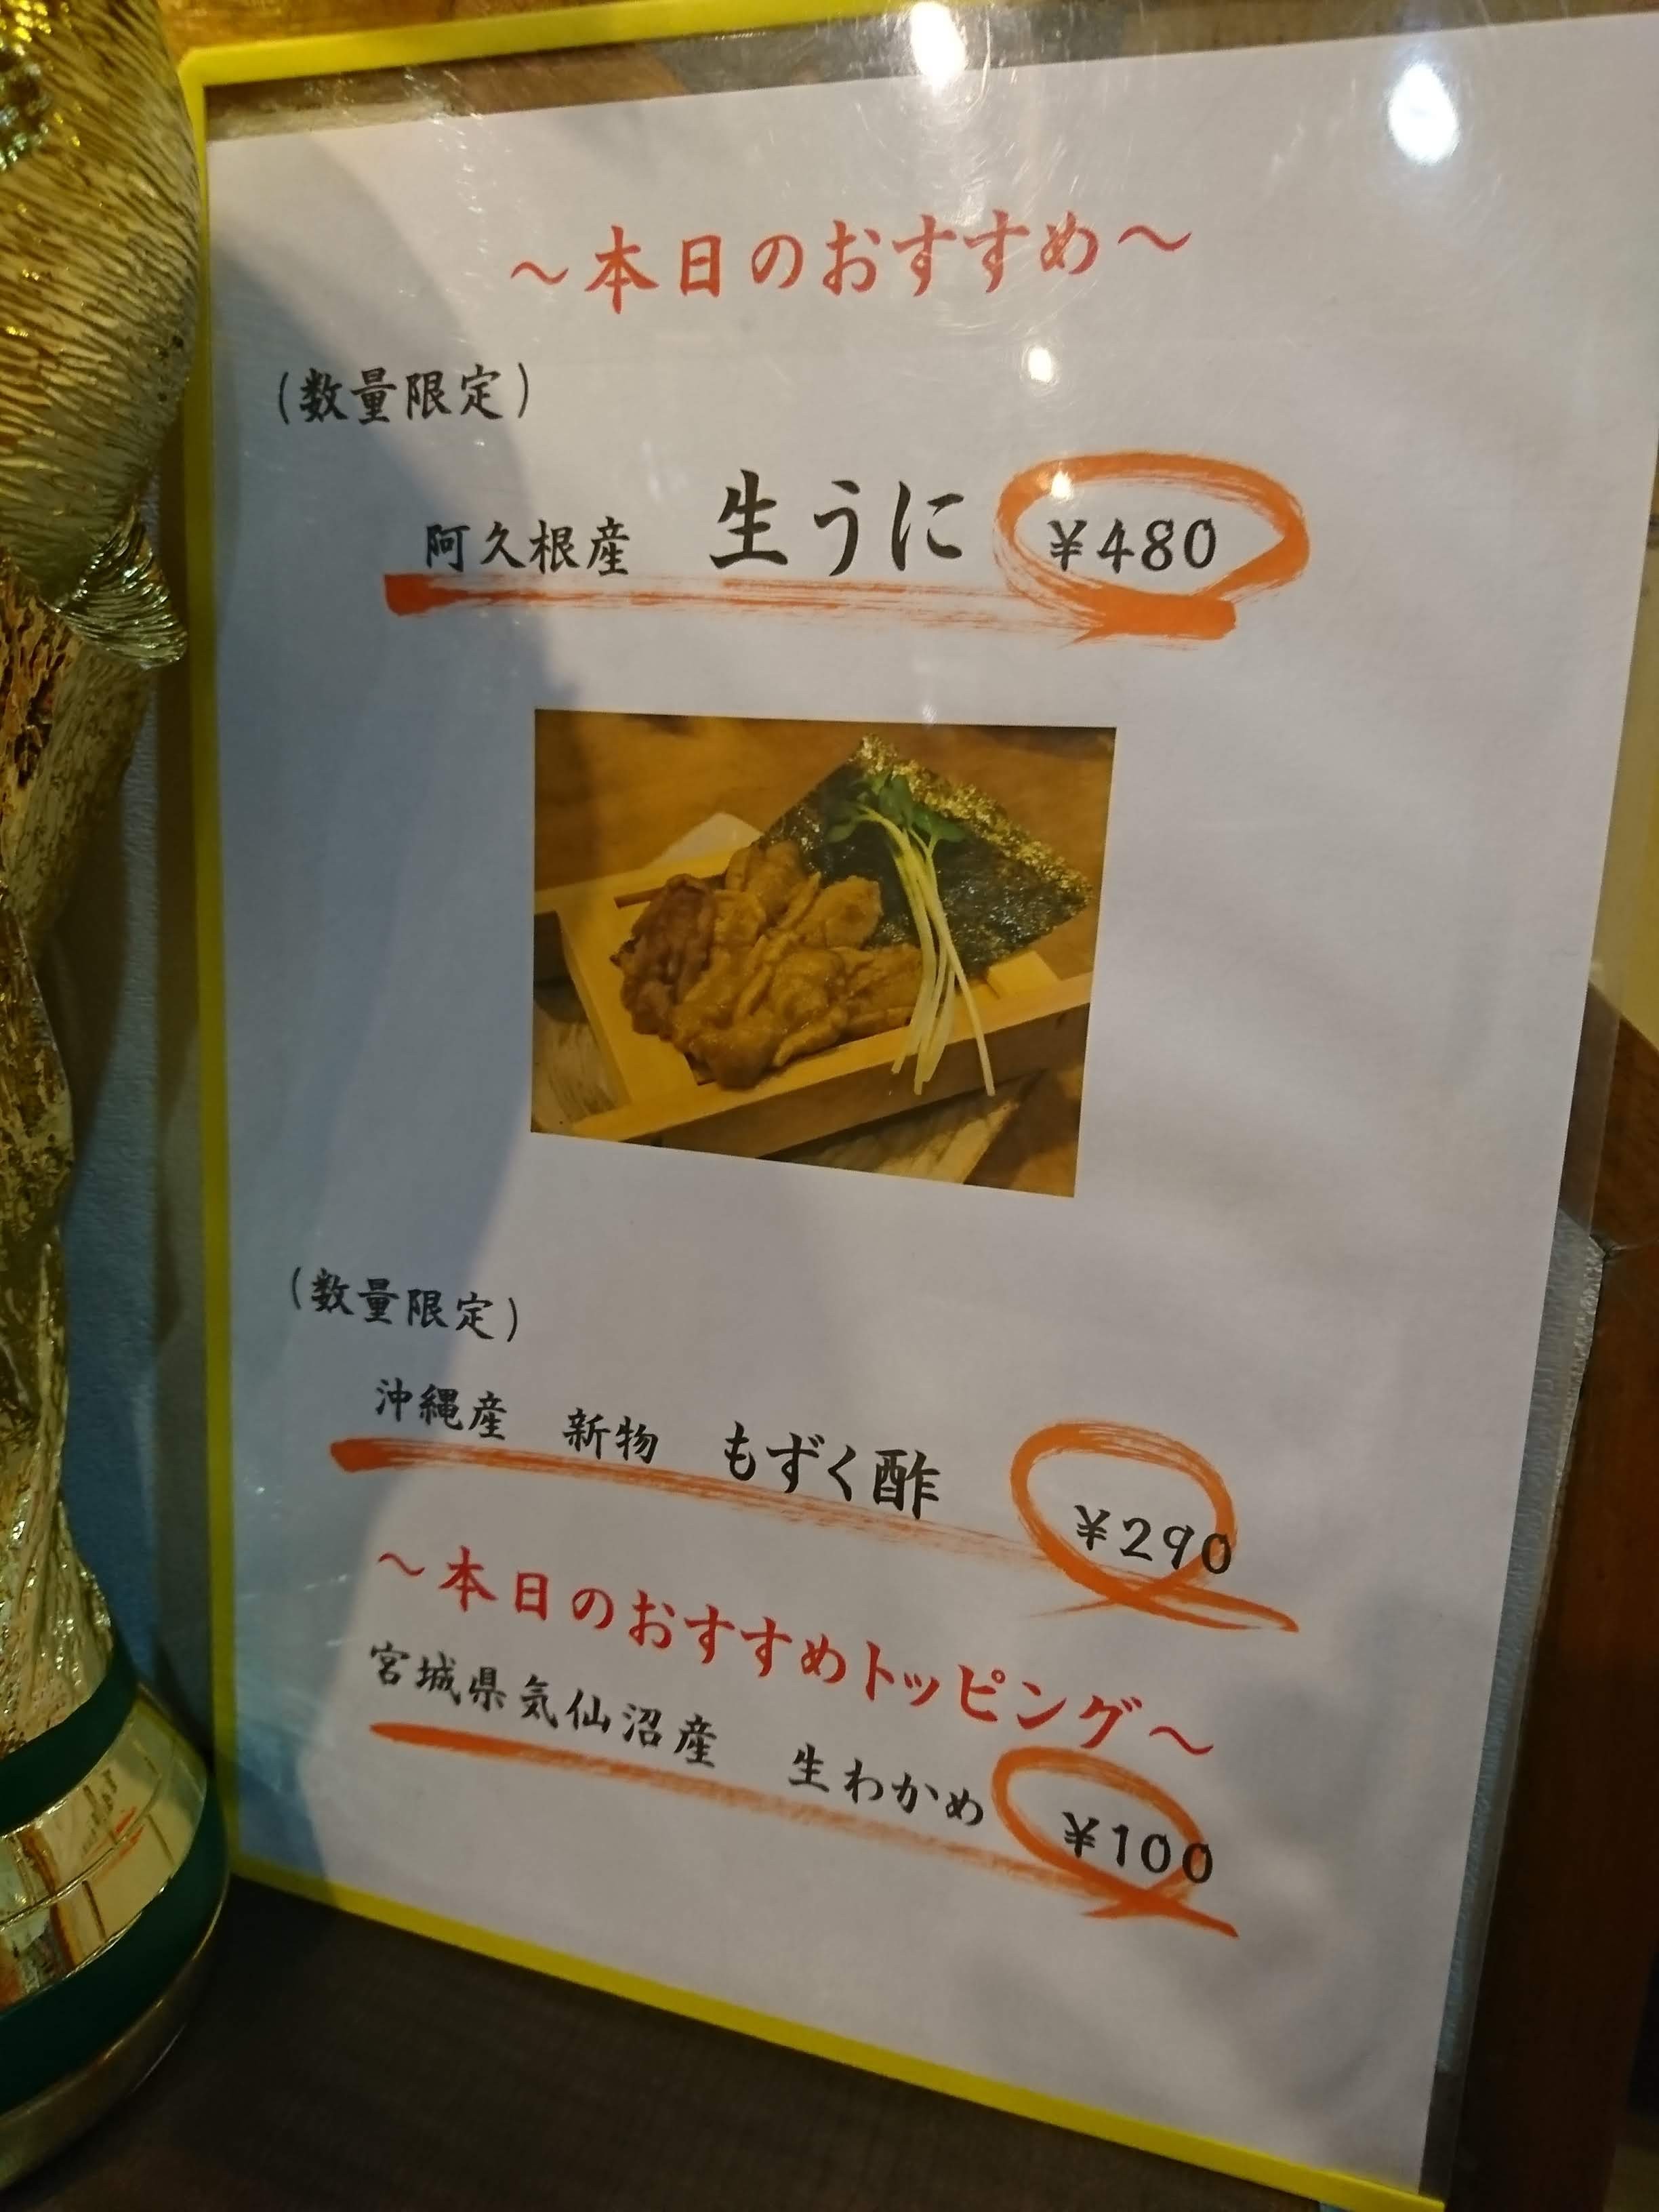 ～本日のおすすめ～
(数量限定)
阿久根産 生うに ¥480
(数量限定)
沖縄産 新物 もずく酢 ¥290
～本日のおすすめトッピング～
宮城県気仙沼産 生わかめ ¥100